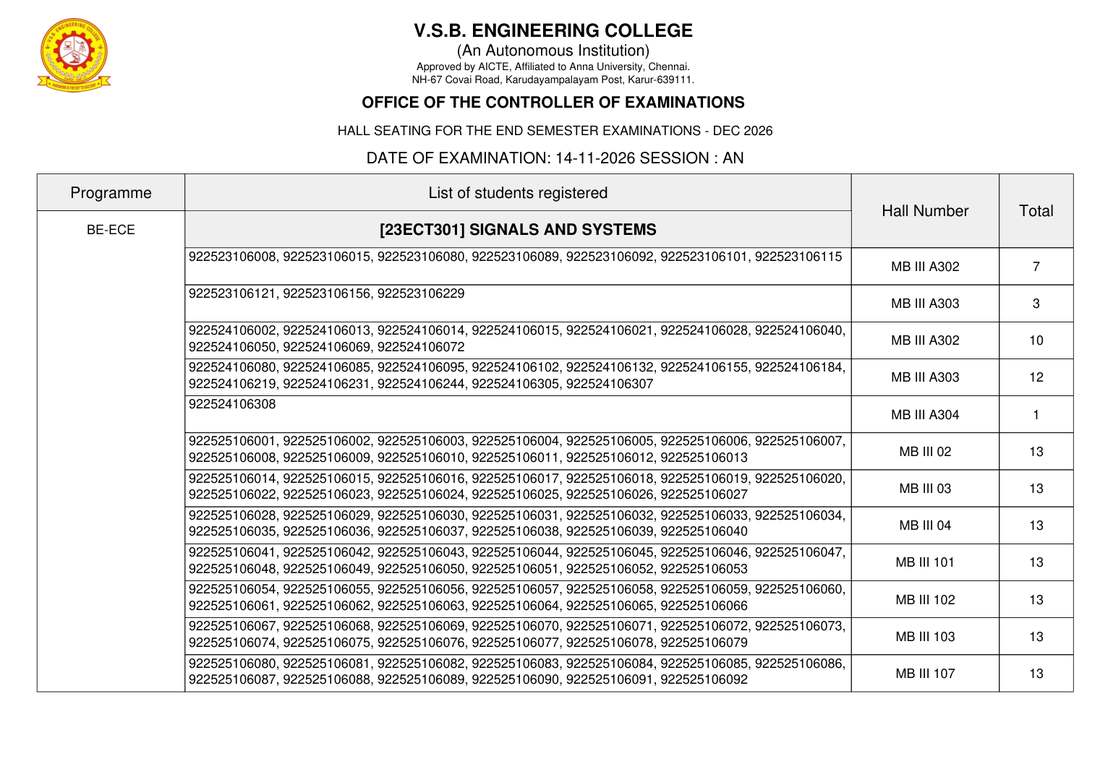 V.S.B. ENGINEERING COLLEGE
(An Autonomous Institution)
Approved by AICTE, Affiliated to Anna University, Chennai.
NH-67 Covai Road, Karudayampalayam Post, Karur-639111.
OFFICE OF THE CONTROLLER OF EXAMINATIONS
HALL SEATING FOR THE END SEMESTER EXAMINATIONS - DEC 2026
DATE OF EXAMINATION: 14-11-2026 SESSION : AN
Programme List of students registered Hall Number Total
BE-ECE [23ECT301] SIGNALS AND SYSTEMS
922523106008, 922523106015, 922523106080, 922523106089, 922523106092, 922523106101, 922523106115 MB III A302 7
922523106121, 922523106156, 922523106229 MB III A303 3
922524106002, 922524106013, 922524106014, 922524106015, 922524106021, 922524106028, 922524106040,
922524106050, 922524106069, 922524106072 MB III A302 10
922524106080, 922524106085, 922524106095, 922524106102, 922524106132, 922524106155, 922524106184,
922524106219, 922524106231, 922524106244, 922524106305, 922524106307 MB III A303 12
922524106308 MB III A304 1
922525106001, 922525106002, 922525106003, 922525106004, 922525106005, 922525106006, 922525106007,
922525106008, 922525106009, 922525106010, 922525106011, 922525106012, 922525106013 MB III 02 13
922525106014, 922525106015, 922525106016, 922525106017, 922525106018, 922525106019, 922525106020,
922525106022, 922525106023, 922525106024, 922525106025, 922525106026, 922525106027 MB III 03 13
922525106028, 922525106029, 922525106030, 922525106031, 922525106032, 922525106033, 922525106034,
922525106035, 922525106036, 922525106037, 922525106038, 922525106039, 922525106040 MB III 04 13
922525106041, 922525106042, 922525106043, 922525106044, 922525106045, 922525106046, 922525106047,
922525106048, 922525106049, 922525106050, 922525106051, 922525106052, 922525106053 MB III 101 13
922525106054, 922525106055, 922525106056, 922525106057, 922525106058, 922525106059, 922525106060,
922525106061, 922525106062, 922525106063, 922525106064, 922525106065, 922525106066 MB III 102 13
922525106067, 922525106068, 922525106069, 922525106070, 922525106071, 922525106072, 922525106073,
922525106074, 922525106075, 922525106076, 922525106077, 922525106078, 922525106079 MB III 103 13
922525106080, 922525106081, 922525106082, 922525106083, 922525106084, 922525106085, 922525106086,
922525106087, 922525106088, 922525106089, 922525106090, 922525106091, 922525106092 MB III 107 13